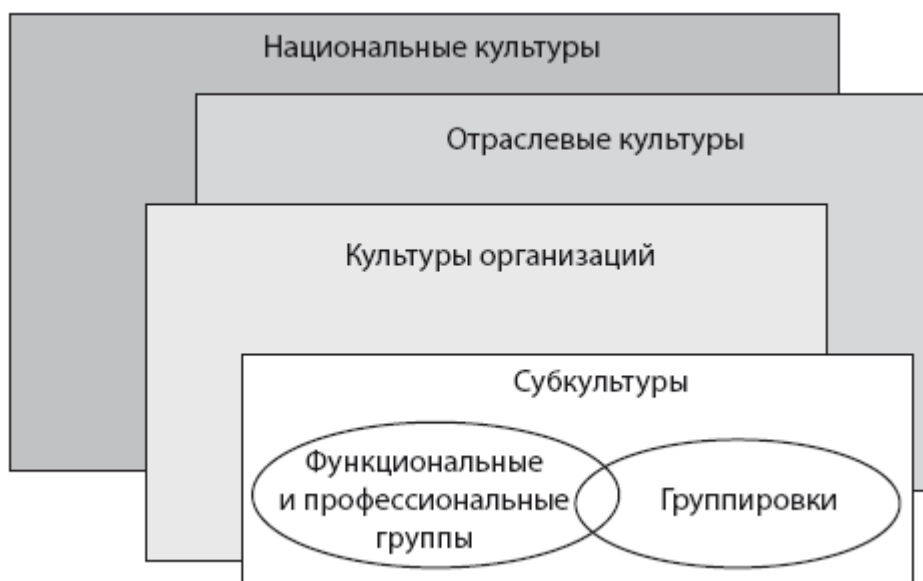 Национальные культуры
Отраслевые культуры
Культуры организаций
Субкультуры
Функциональные
и профессиональные
группы
Группировки